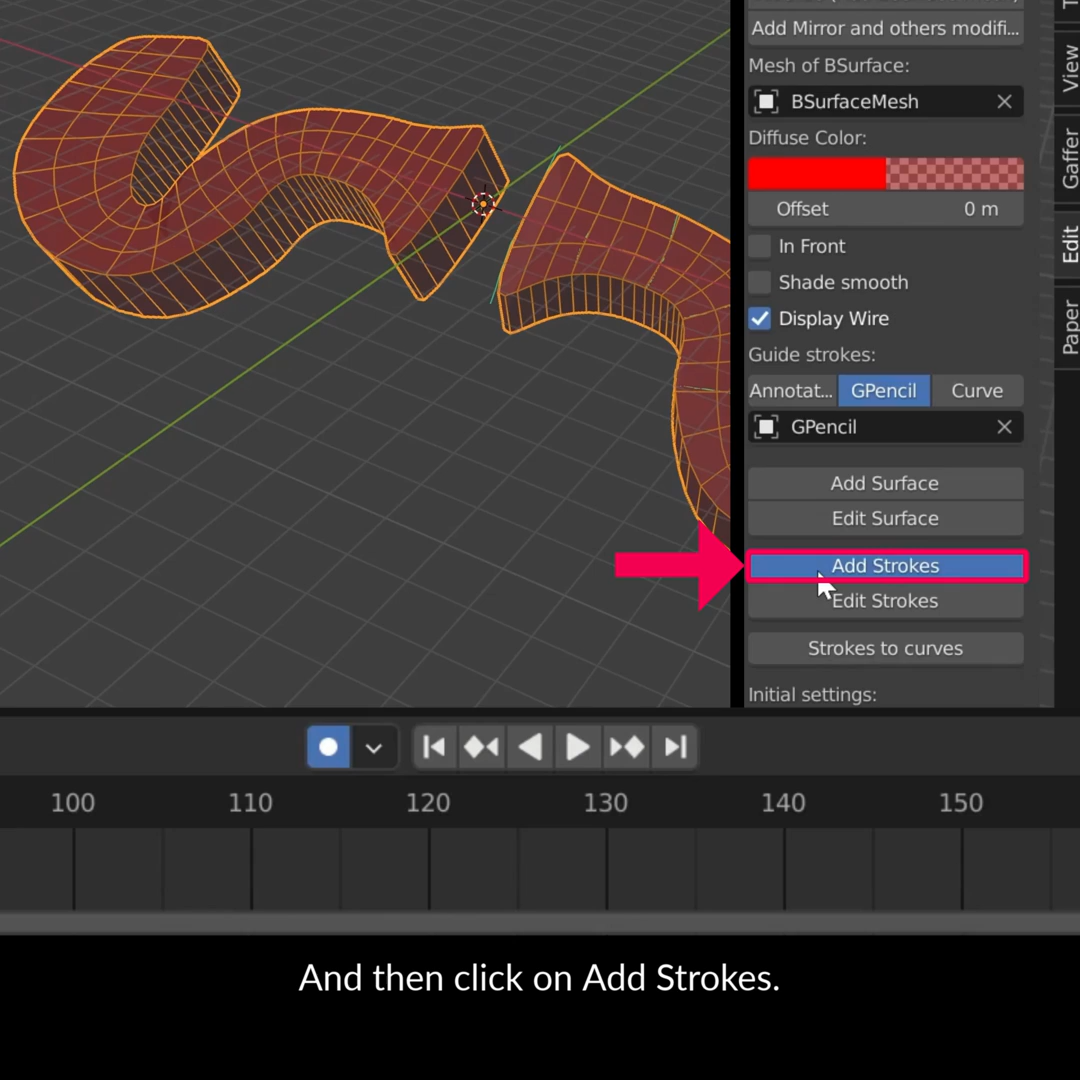 Add Mirror and others modifi...
Mesh of BSurface:
BSurfaceMesh
Diffuse Color:
Offset 0 m
In Front
Shade smooth
Display Wire
Guide strokes:
Annotat... GPencil Curve
GPencil
Add Surface
Edit Surface
Add Strokes
Edit Strokes
Strokes to curves
Initial settings:
View
Gaffer
Edit
Paper
100 110 120 130 140 150
And then click on Add Strokes.